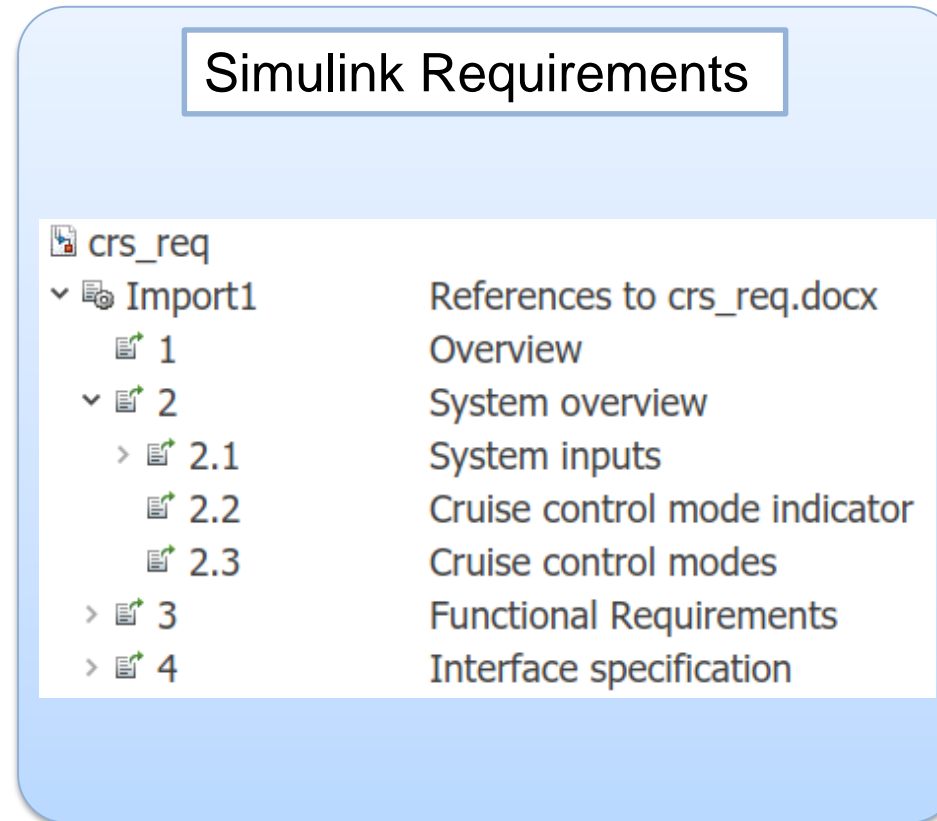 Simulink Requirements
crs_req
Import1 References to crs_req.docx
1 Overview
2 System overview
2.1 System inputs
2.2 Cruise control mode indicator
2.3 Cruise control modes
3 Functional Requirements
4 Interface specification